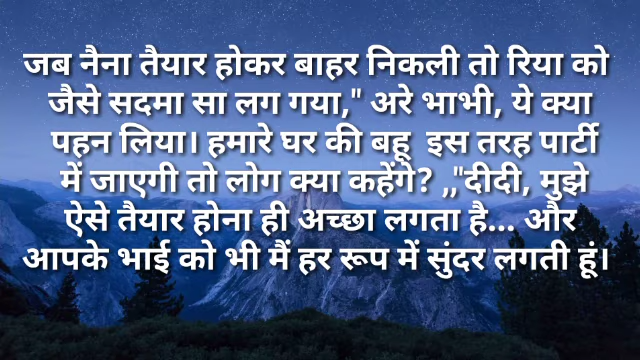 जब नैना तैयार होकर बाहर निकली तो रिया को
जैसे सदमा सा लग गया," अरे भाभी, ये क्या
पहन लिया। हमारे घर की बहू  इस तरह पार्टी
में जाएगी तो लोग क्या कहेंगे? ,,"दीदी, मुझे
ऐसे तैयार होना ही अच्छा लगता है... और
आपके भाई को भी मैं हर रूप में सुंदर लगती हूं।